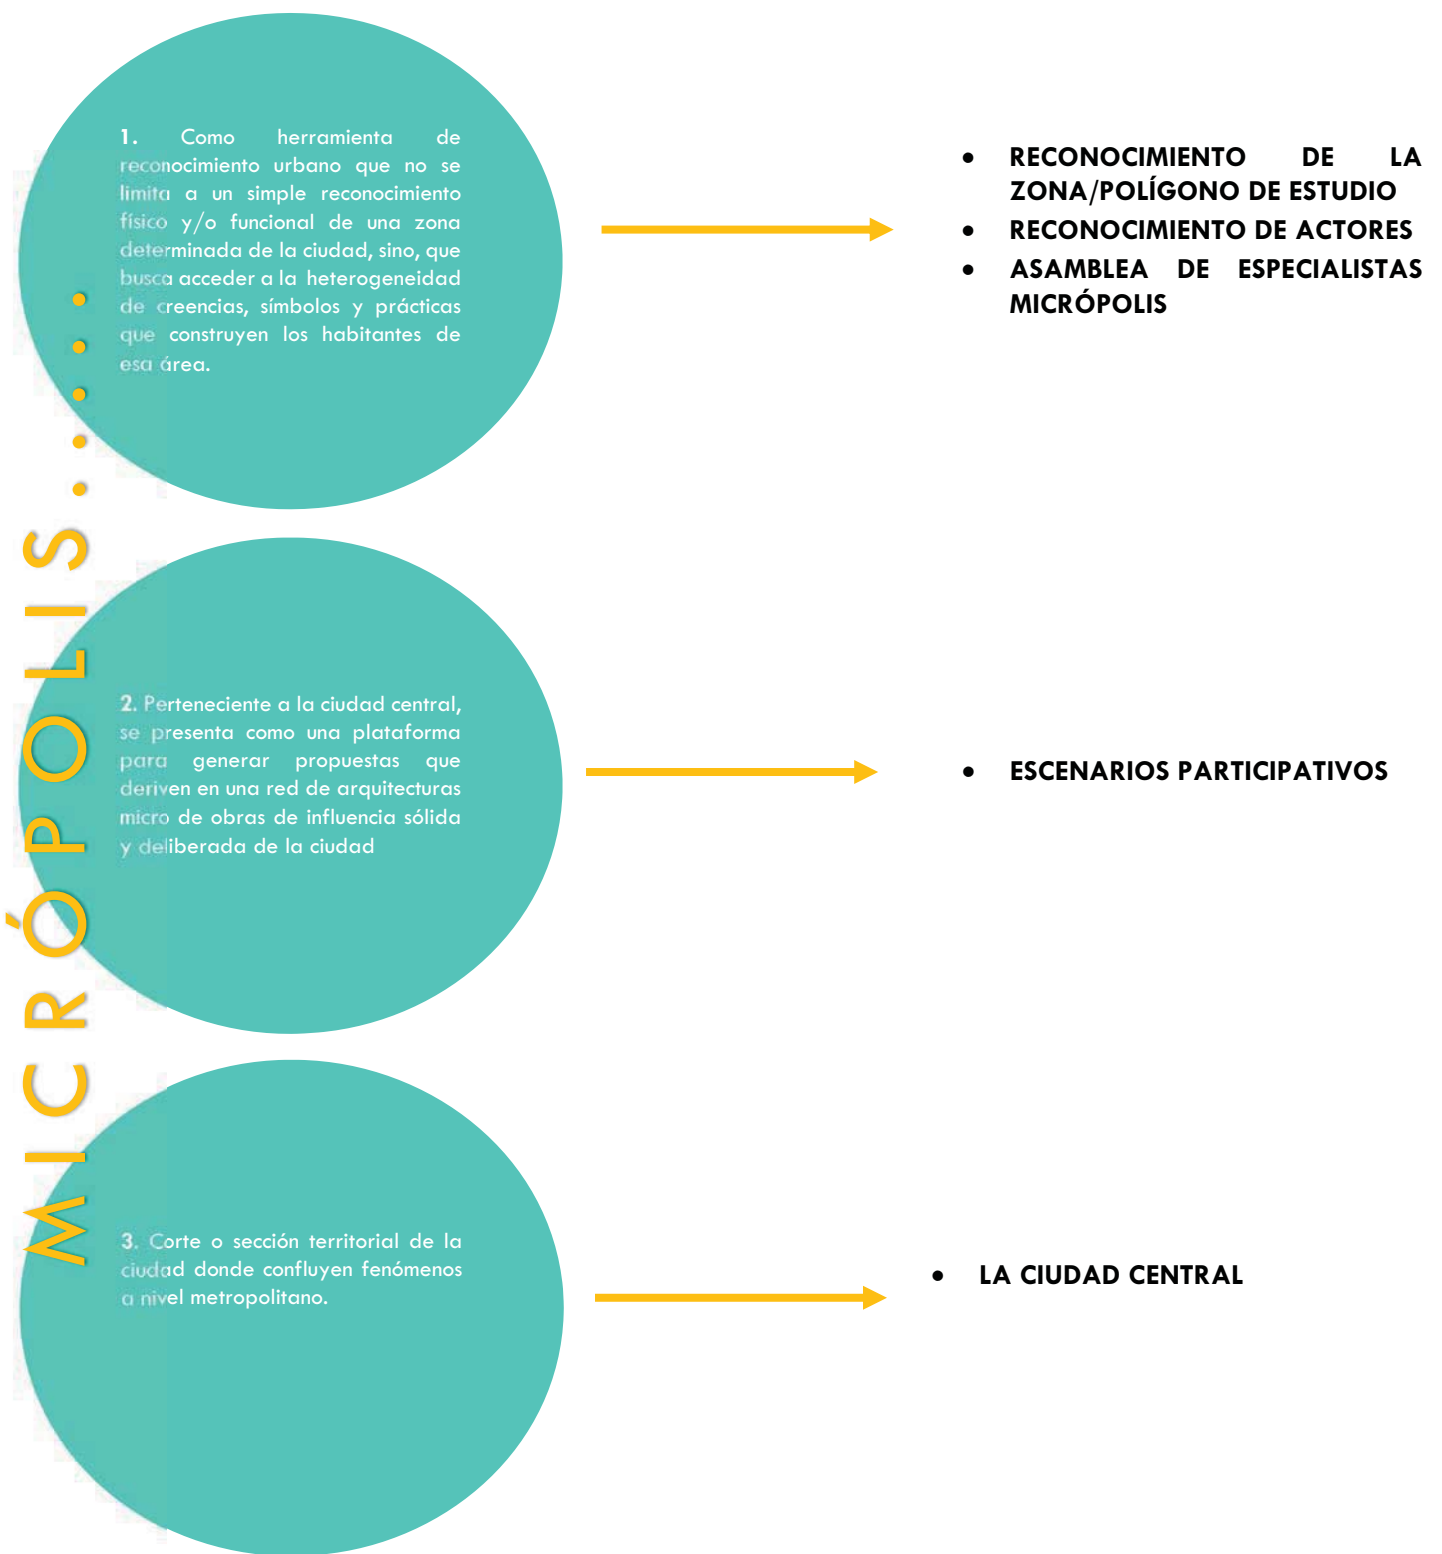 MICRÓPOLIS.....
1. Como herramienta de
reconocimiento urbano que no se
limita a un simple reconocimiento
físico y/o funcional de una zona
determinada de la ciudad, sino, que
busca acceder a la heterogeneidad
de creencias, símbolos y prácticas
que construyen los habitantes de
esa área.
• RECONOCIMIENTO DE LA
ZONA/POLÍGONO DE ESTUDIO
• RECONOCIMIENTO DE ACTORES
• ASAMBLEA DE ESPECIALISTAS
MICRÓPOLIS
2. Perteneciente a la ciudad central,
se presenta como una plataforma
para generar propuestas que
deriven en una red de arquitecturas
micro de obras de influencia sólida
y deliberada de la ciudad
• ESCENARIOS PARTICIPATIVOS
3. Corte o sección territorial de la
ciudad donde confluyen fenómenos
a nivel metropolitano.
• LA CIUDAD CENTRAL